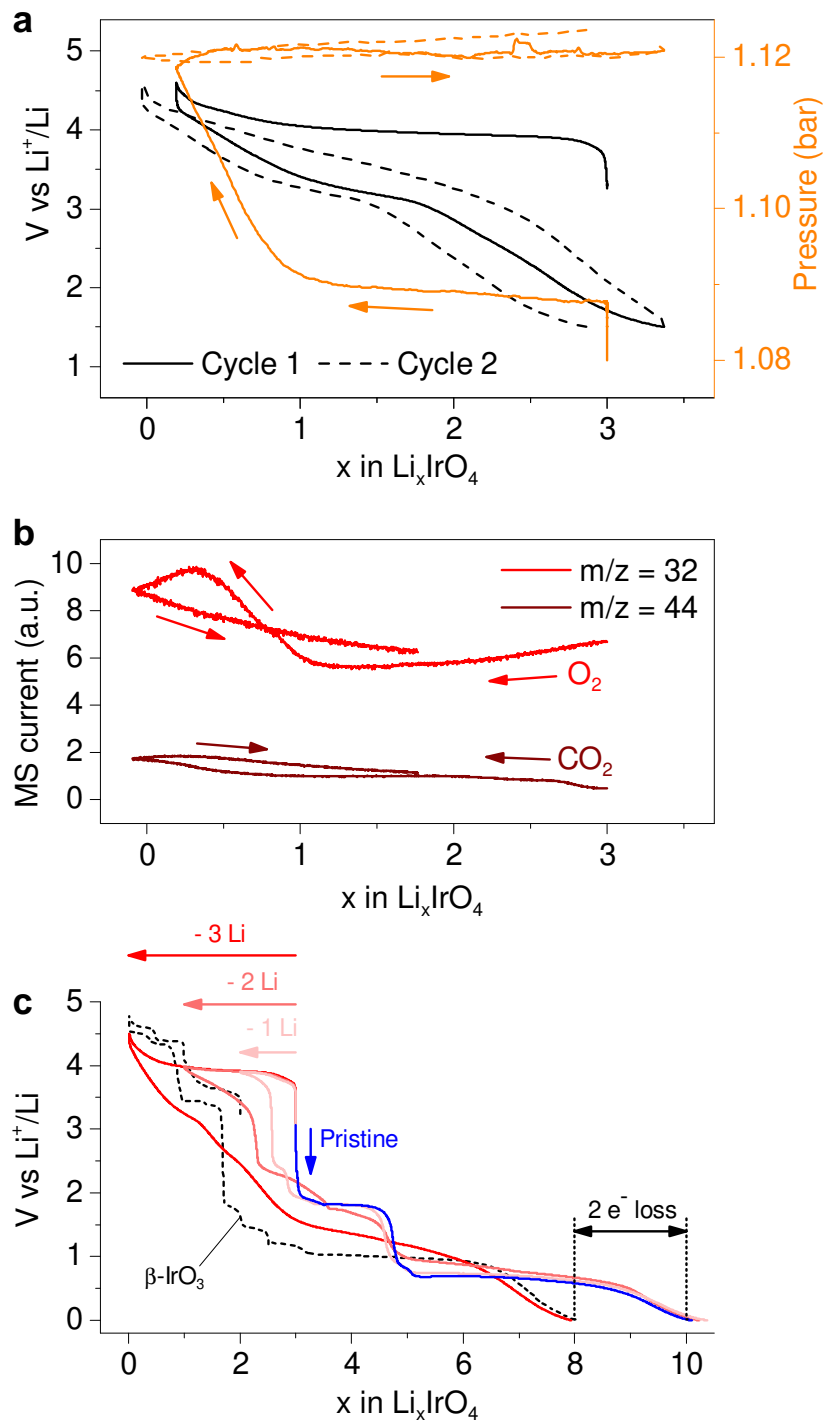 a
5
4
3
2
1
V vs Li⁺/Li
1.12
1.10
1.08
Pressure (bar)
Cycle 1
Cycle 2
0 1 2 3
x in LiₓIrO₄
b
10
8
6
4
2
0
MS current (a.u.)
m/z = 32
m/z = 44
O₂
CO₂
0 1 2 3
x in LiₓIrO₄
- 3 Li
- 2 Li
- 1 Li
c
5
4
3
2
1
0
V vs Li⁺/Li
Pristine
2 e⁻ loss
β-IrO₃
0 2 4 6 8 10
x in LiₓIrO₄